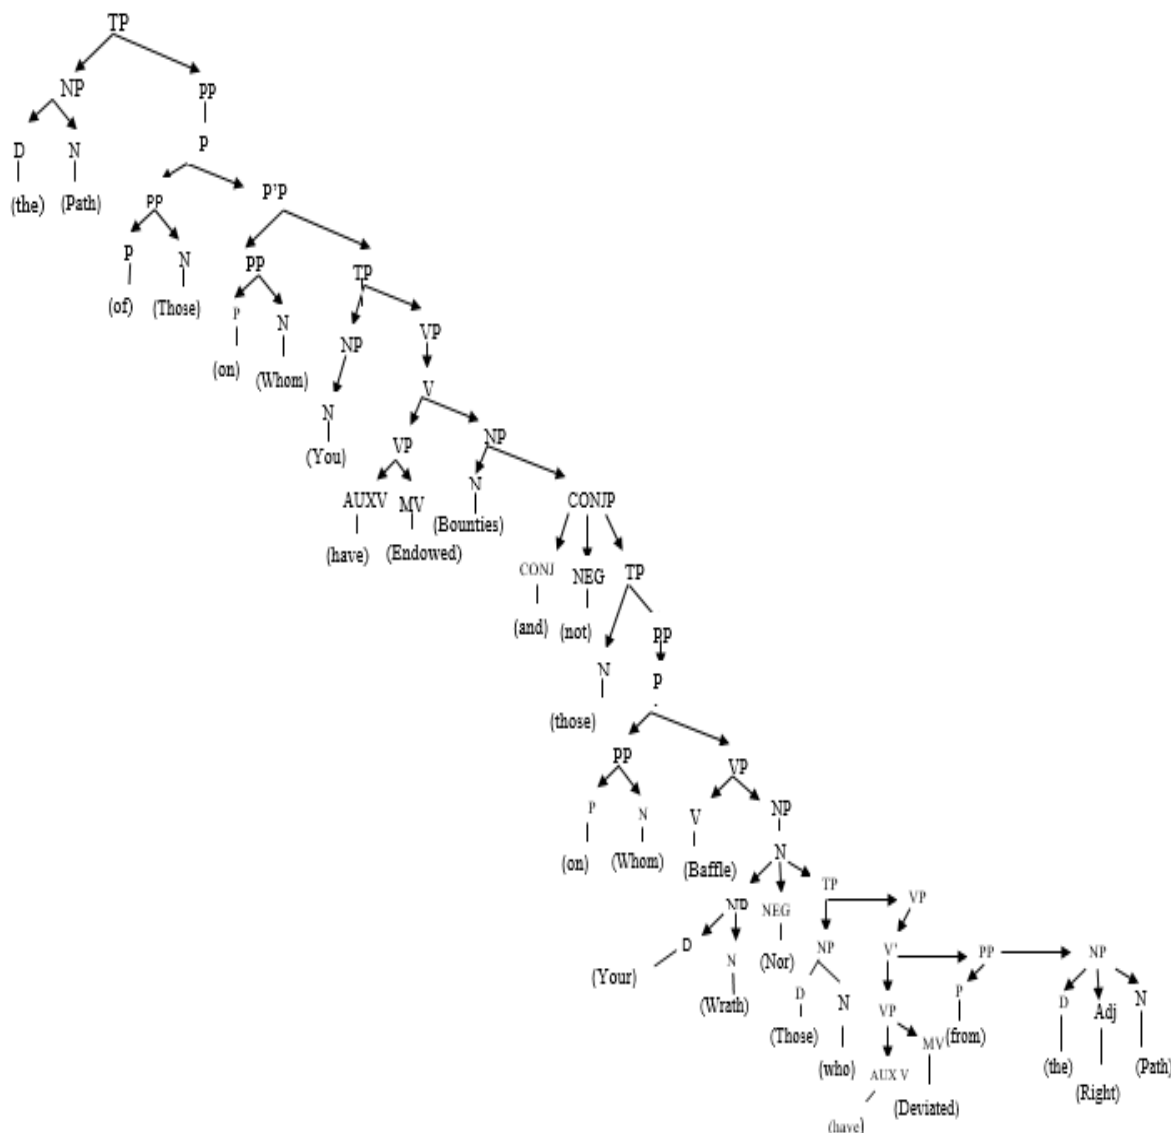 TP
NP PP
P
D N
(the) (Path)
PP P'P
P N
(of) (Those)
PP TP
P N
(on) (Whom)
NP VP
N V
(You)
VP NP
AUXV MV N CONJP
(have) (Endowed) (Bounties)
CONJ NEG TP
(and) (not)
N PP
(those) P
PP VP
P N V NP
(on) (Whom) (Baffle)
N
NP NEG TP VP
D N (Nor) NP V' PP NP
(Your) (Wrath)
D N VP P D Adj N
(Those) (who) (from) (the) (Right) (Path)
AUX V MV
(have) (Deviated)